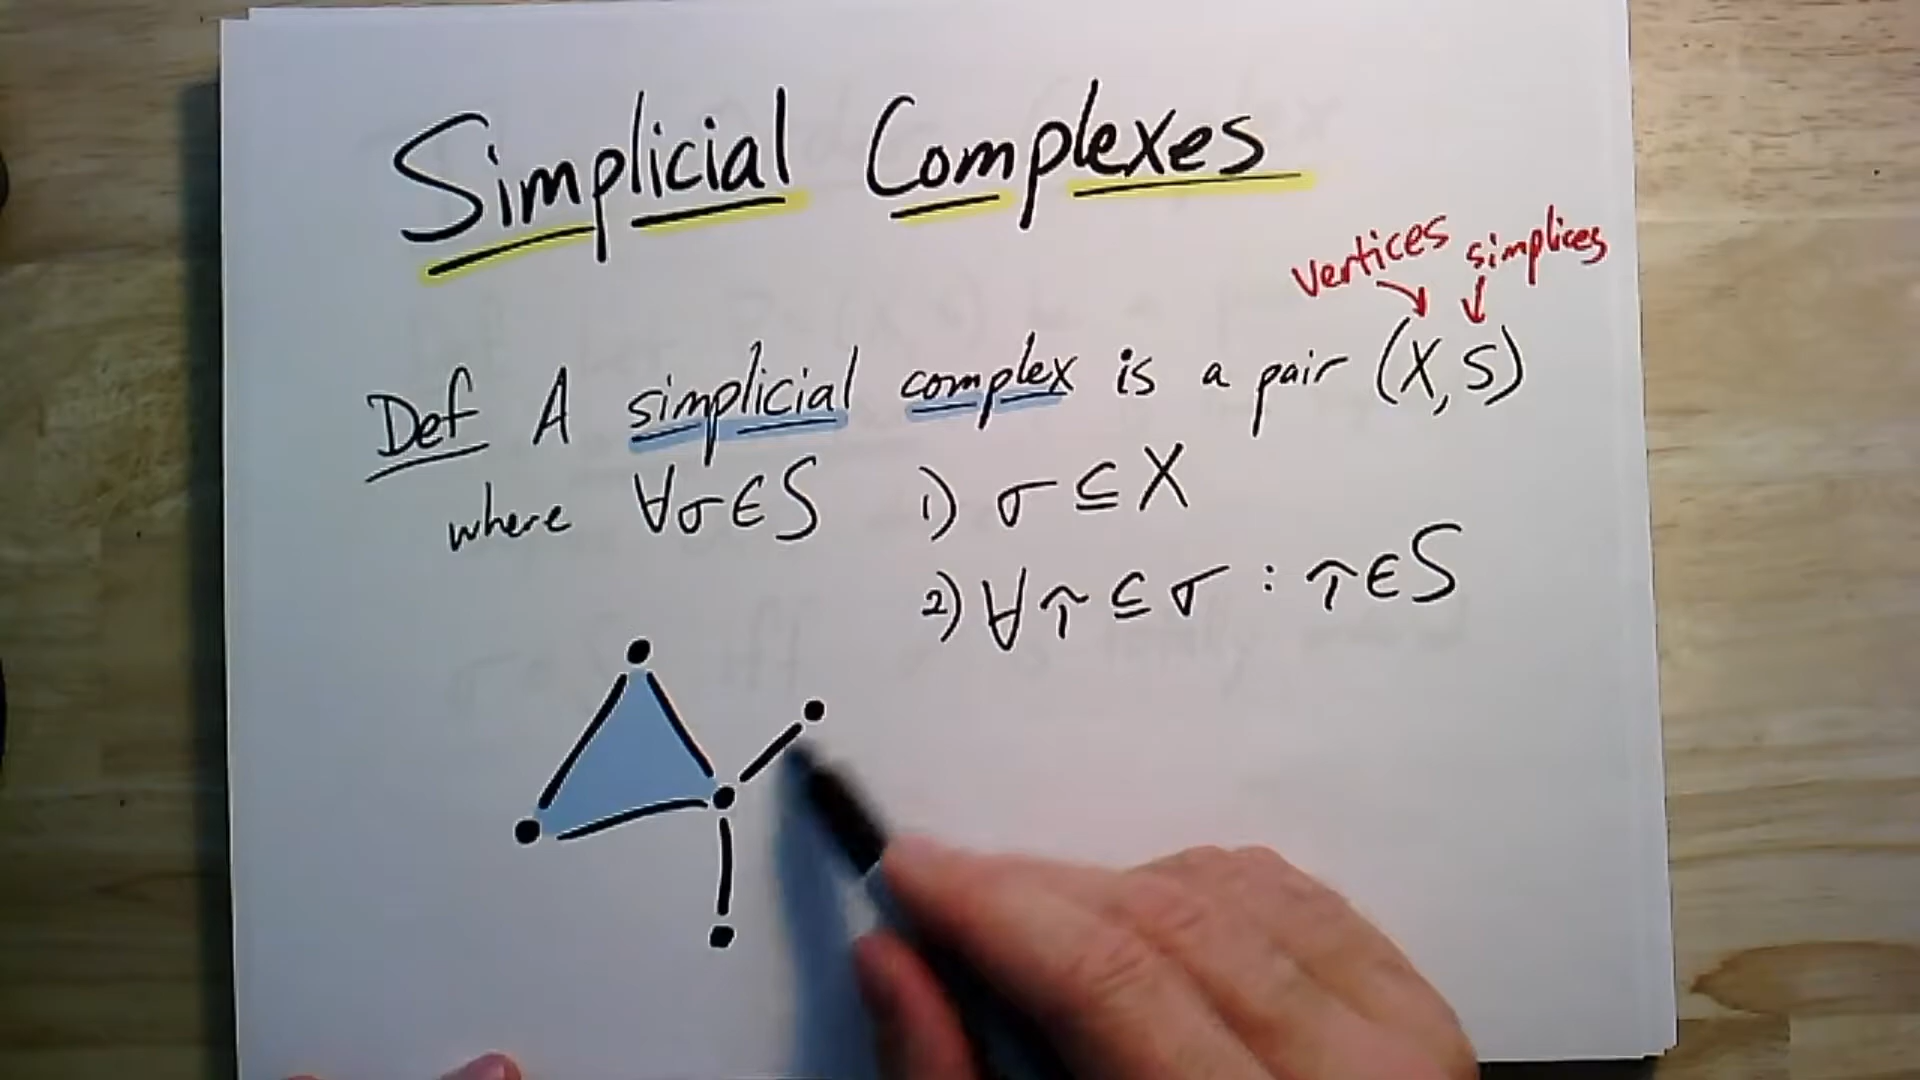 Simplicial Complexes
vertices simplices
Def A simplicial complex is a pair (X, S)
where ∀σ∈S 1) σ ⊆ X
2) ∀τ ⊆ σ : τ∈S